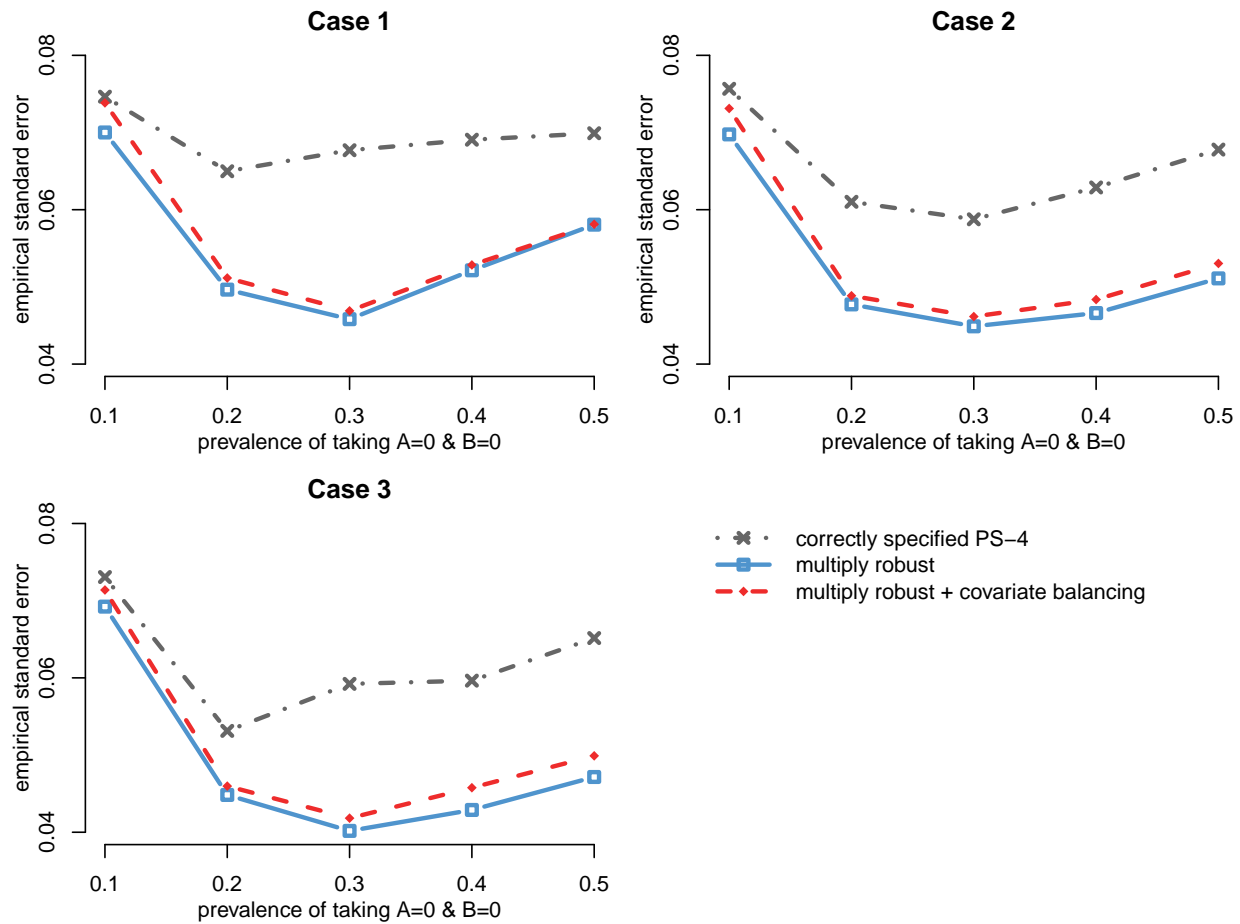 Case 1
0.08
0.06
0.04
empirical standard error
0.1 0.2 0.3 0.4 0.5
prevalence of taking A=0 & B=0
Case 2
0.08
0.06
0.04
empirical standard error
0.1 0.2 0.3 0.4 0.5
prevalence of taking A=0 & B=0
Case 3
0.08
0.06
0.04
empirical standard error
0.1 0.2 0.3 0.4 0.5
prevalence of taking A=0 & B=0
correctly specified PS−4
multiply robust
multiply robust + covariate balancing